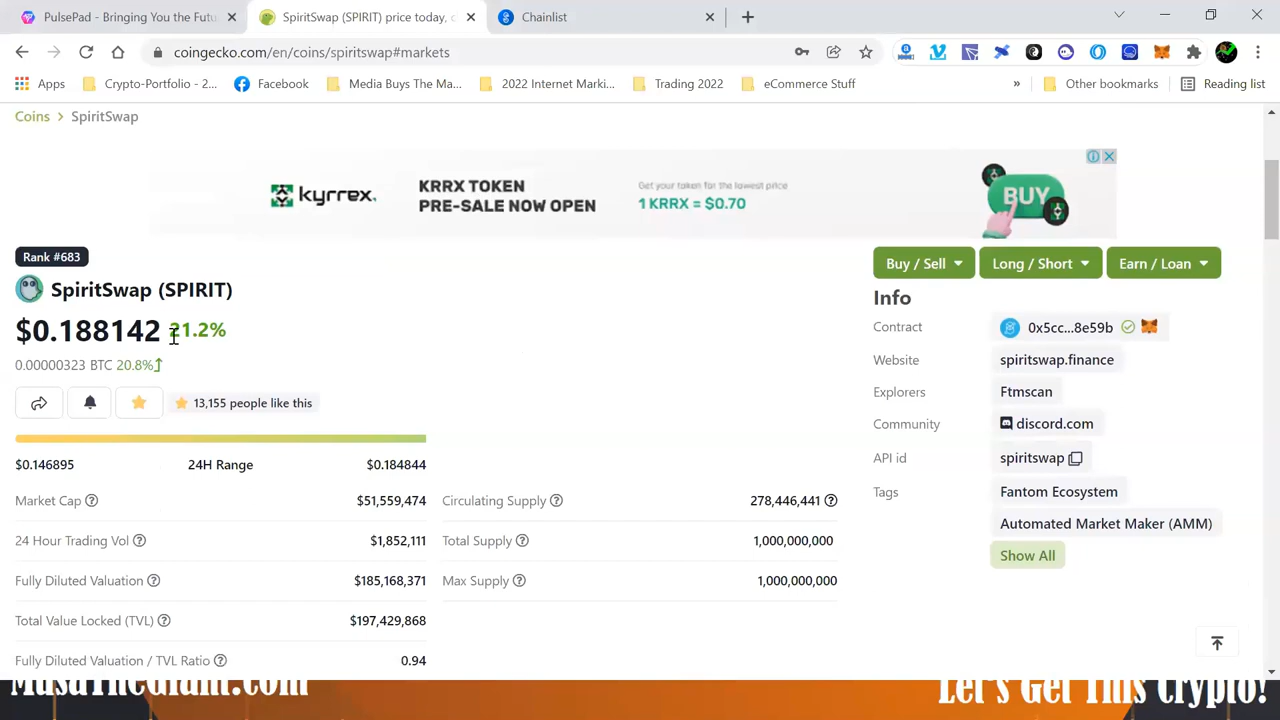 PulsePad - Bringing You the Futu
SpiritSwap (SPIRIT) price today, c
Chainlist
coingecko.com/en/coins/spiritswap#markets
Apps
Crypto-Portfolio - 2...
Facebook
Media Buys The Ma...
2022 Internet Marki...
Trading 2022
eCommerce Stuff
»
Other bookmarks
Reading list
Coins > SpiritSwap
kyrrex.
KRRX TOKEN
PRE-SALE NOW OPEN
Get your token for the lowest price
1 KRRX = $0.70
BUY
Rank #683
SpiritSwap (SPIRIT)
$0.188142 21.2%
0.00000323 BTC 20.8%
13,155 people like this
$0.146895 24H Range $0.184844
Market Cap $51,559,474
24 Hour Trading Vol $1,852,111
Fully Diluted Valuation $185,168,371
Total Value Locked (TVL) $197,429,868
Fully Diluted Valuation / TVL Ratio 0.94
Circulating Supply 278,446,441
Total Supply 1,000,000,000
Max Supply 1,000,000,000
Buy / Sell
Long / Short
Earn / Loan
Info
Contract 0x5cc...8e59b
Website spiritswap.finance
Explorers Ftmscan
Community discord.com
API id spiritswap
Tags Fantom Ecosystem
Automated Market Maker (AMM)
Show All
MusaTheGiant.com
Let's Get This Crypto!